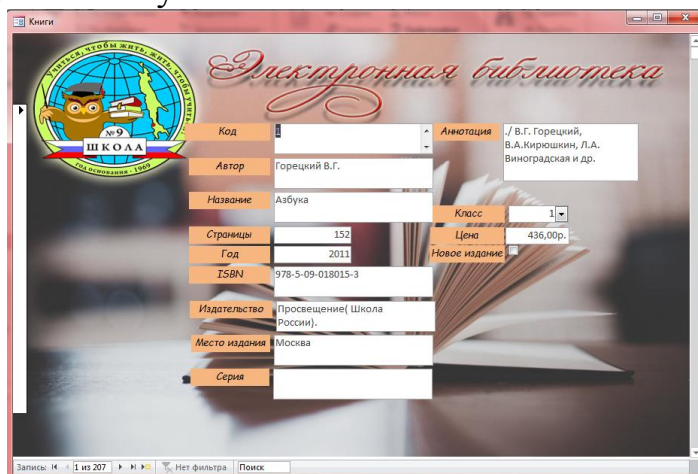 Книги
Электронная библиотека
Учиться, чтобы жить, жить, чтобы учиться
№9
ШКОЛА
год основания - 1969
Код
1
Аннотация
./ В.Г. Горецкий,
В.А.Кирюшкин, Л.А.
Виноградская и др.
Автор
Горецкий В.Г.
Название
Азбука
Класс
1
Страницы
152
Цена
436,00р.
Год
2011
Новое издание
ISBN
978-5-09-018015-3
Издательство
Просвещение( Школа
России).
Место издания
Москва
Серия
Запись:
1 из 207
Нет фильтра
Поиск